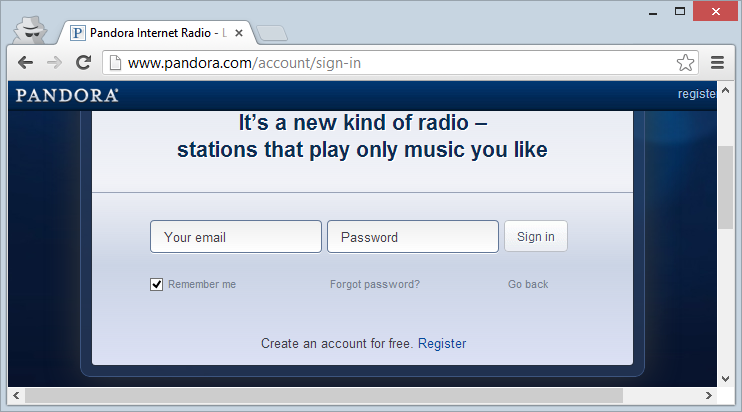 Pandora Internet Radio - L
www.pandora.com/account/sign-in
PANDORA
registe
It's a new kind of radio –
stations that play only music you like
Your email Password Sign in
Remember me Forgot password? Go back
Create an account for free. Register